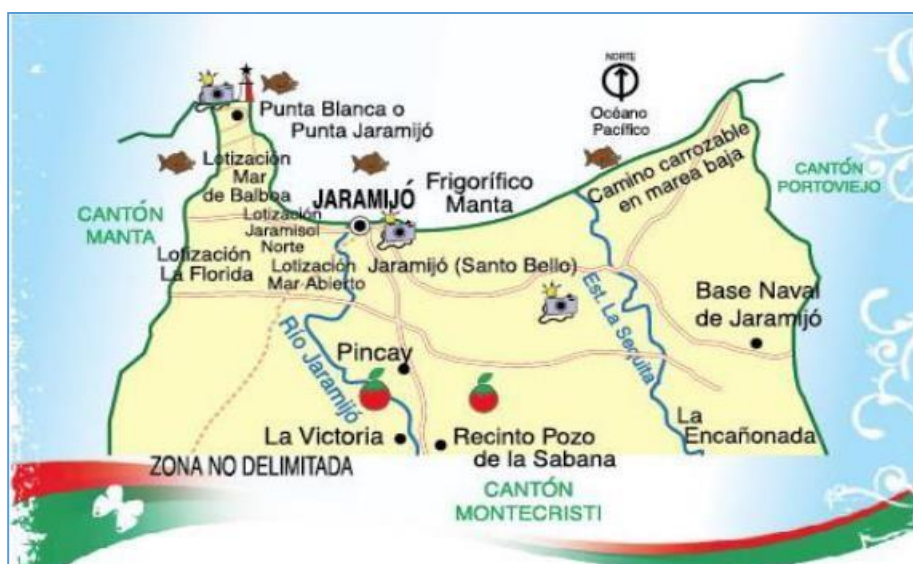 NORTE
Océano
Pacífico
Punta Blanca o
Punta Jaramijó
Camino carrozable
en marea baja
CANTÓN
PORTOVIEJO
Lotización
Mar
de Balboa
JARAMIJÓ
Frigorífico
Manta
CANTÓN
MANTA
Lotización
Jaramisol
Norte
Lotización
La Florida
Lotización
Mar Abierto
Jaramijó (Santo Bello)
Est. La Sequita
Base Naval
de Jaramijó
Río Jaramijó
Pincay
La Victoria
Recinto Pozo
de la Sabana
La
Encañonada
ZONA NO DELIMITADA
CANTÓN
MONTECRISTI